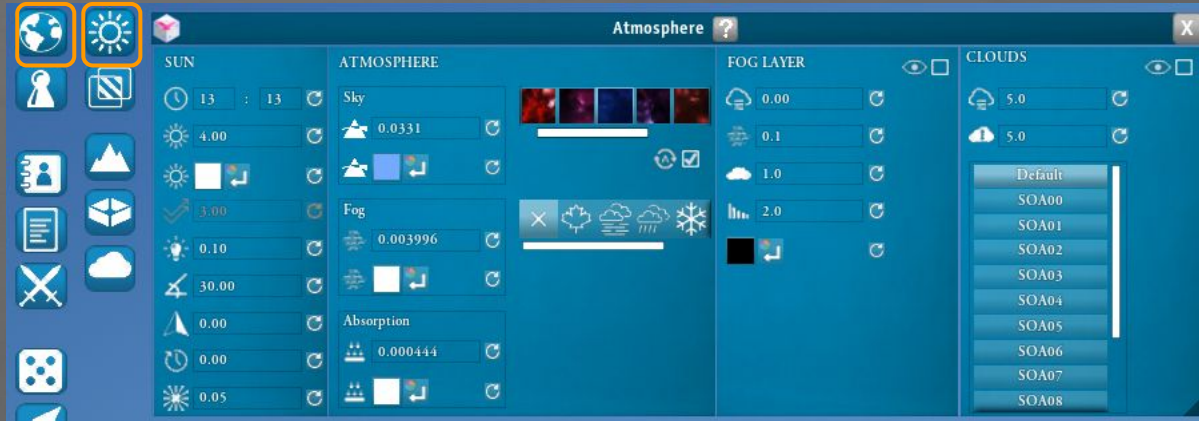 Atmosphere ?
X
SUN
13 : 13
4.00
3.00
0.10
30.00
0.00
0.00
0.05
ATMOSPHERE
Sky
0.0331
Fog
0.003996
Absorption
0.000444
A
FOG LAYER
0.00
0.1
1.0
2.0
CLOUDS
5.0
5.0
Default
SOA00
SOA01
SOA02
SOA03
SOA04
SOA05
SOA06
SOA07
SOA08